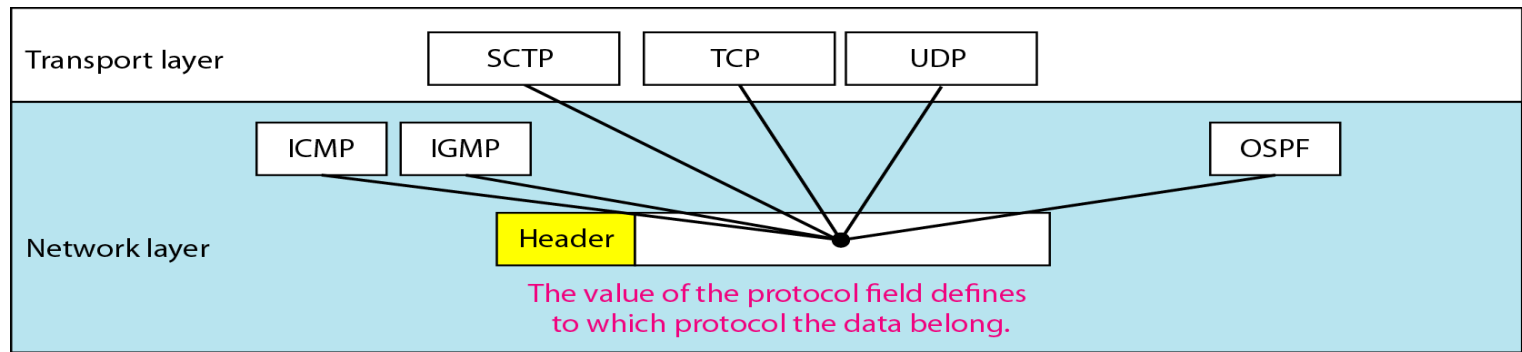 Transport layer
SCTP
TCP
UDP
ICMP
IGMP
OSPF
Network layer
Header
The value of the protocol field defines
to which protocol the data belong.